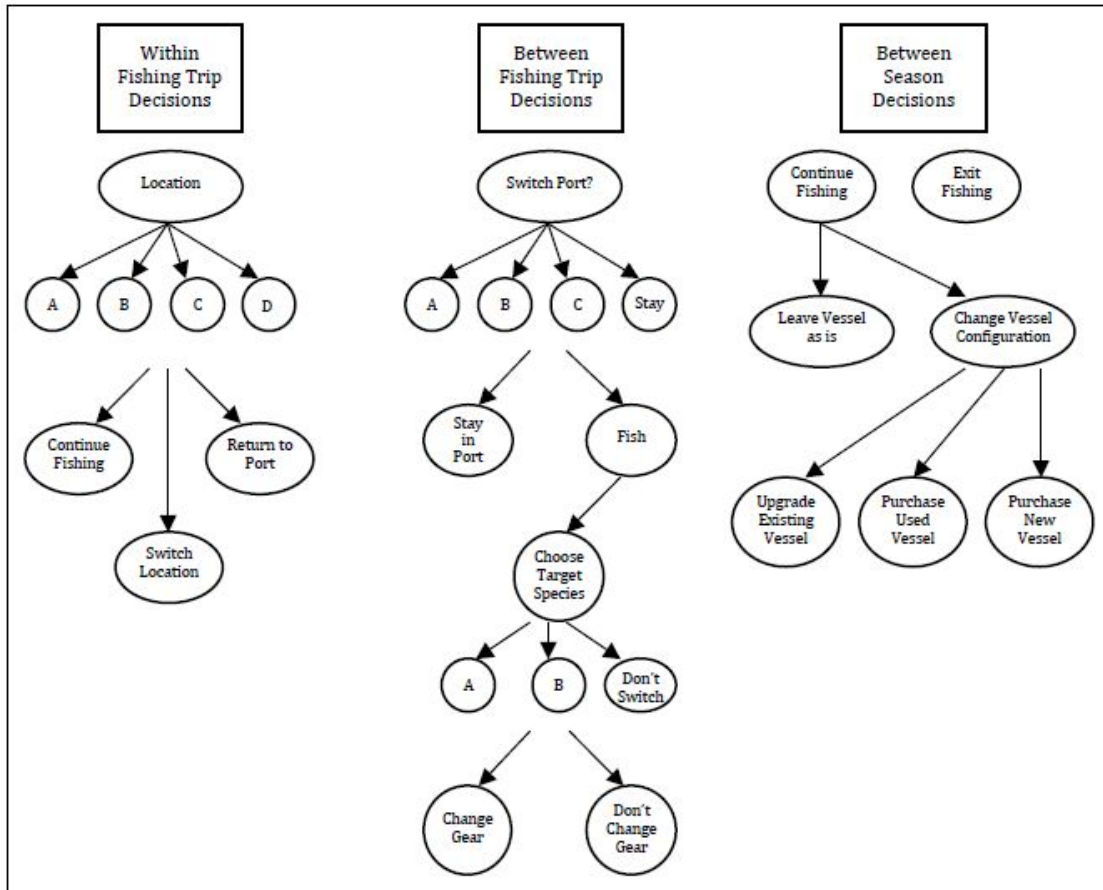 Within
Fishing Trip
Decisions
Between
Fishing Trip
Decisions
Between
Season
Decisions
Location
Switch Port?
Continue
Fishing
Exit
Fishing
A
B
C
D
A
B
C
Stay
Leave Vessel
as is
Change Vessel
Configuration
Continue
Fishing
Return to
Port
Switch
Location
Stay
in
Port
Fish
Choose
Target
Species
A
B
Don't
Switch
Change
Gear
Don't
Change
Gear
Upgrade
Existing
Vessel
Purchase
Used
Vessel
Purchase
New
Vessel